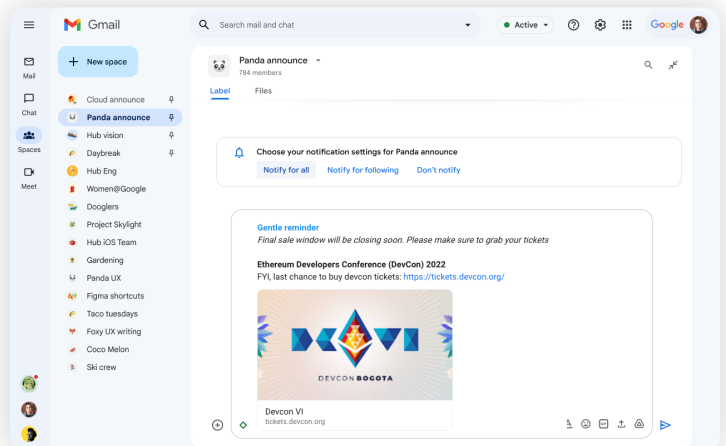 Gmail
Search mail and chat
Active
Google
Mail
Chat
Spaces
Meet
New space
Cloud announce
Panda announce
Hub vision
Daybreak
Hub Eng
Women@Google
Dooglers
Project Skylight
Hub iOS Team
Gardening
Panda UX
Figma shortcuts
Taco tuesdays
Foxy UX writing
Coco Melon
Ski crew
Panda announce
784 members
Label Files
Choose your notification settings for Panda announce
Notify for all Notify for following Don't notify
Gentle reminder
Final sale window will be closing soon. Please make sure to grab your tickets
Ethereum Developers Conference (DevCon) 2022
FYI, last chance to buy devcon tickets: https://tickets.devcon.org/
DEVCON BOGOTA
Devcon VI
tickets.devcon.org